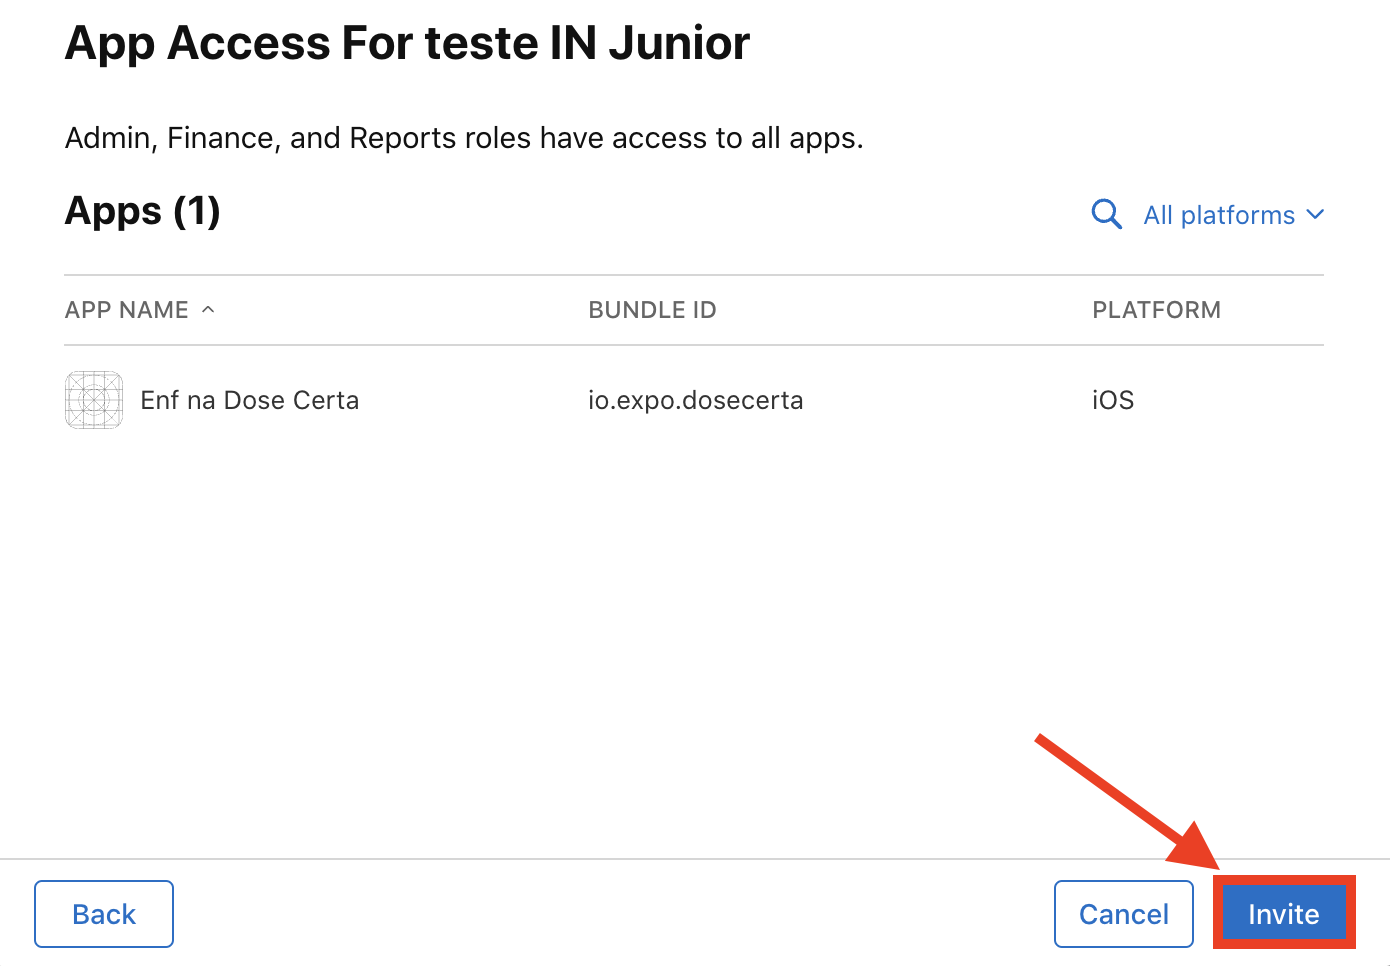 App Access For teste IN Junior
Admin, Finance, and Reports roles have access to all apps.
Apps (1)
All platforms
APP NAME BUNDLE ID PLATFORM
Enf na Dose Certa io.expo.dosecerta iOS
Back Cancel Invite